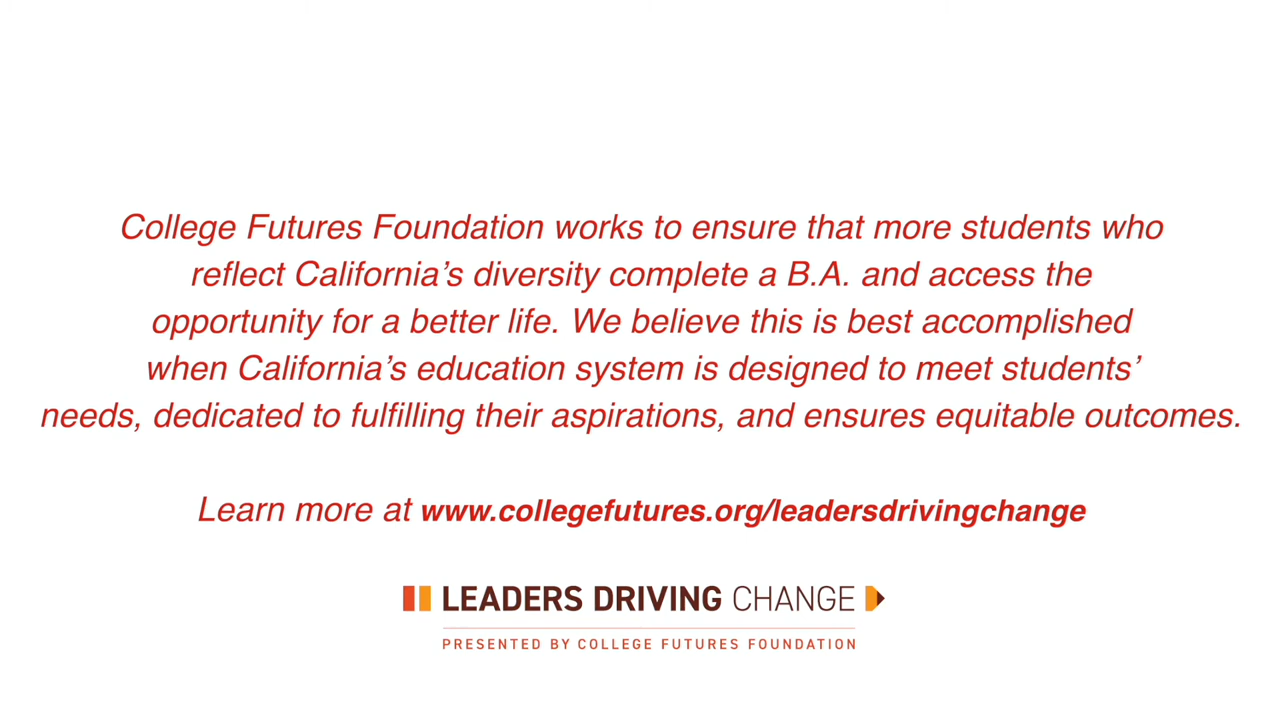 College Futures Foundation works to ensure that more students who
reflect California’s diversity complete a B.A. and access the
opportunity for a better life. We believe this is best accomplished
when California’s education system is designed to meet students’
needs, dedicated to fulfilling their aspirations, and ensures equitable outcomes.
Learn more at www.collegefutures.org/leadersdrivingchange
LEADERS DRIVING CHANGE
PRESENTED BY COLLEGE FUTURES FOUNDATION